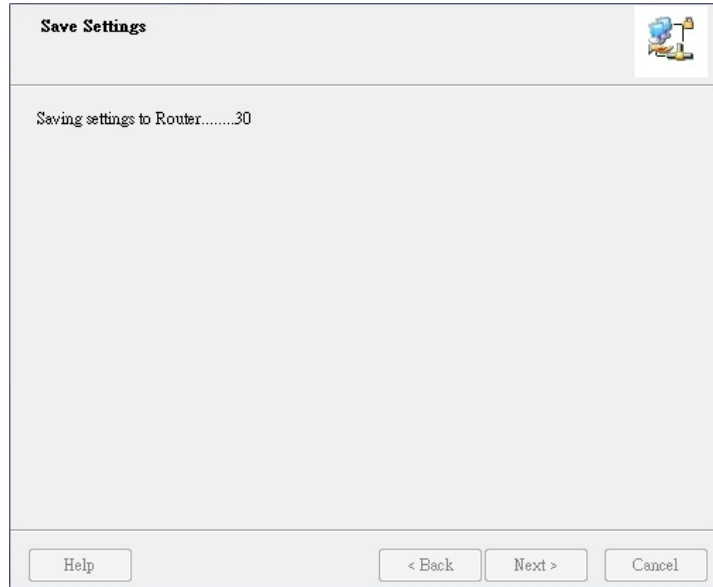 Save Settings
Saving settings to Router........30
Help
< Back
Next >
Cancel